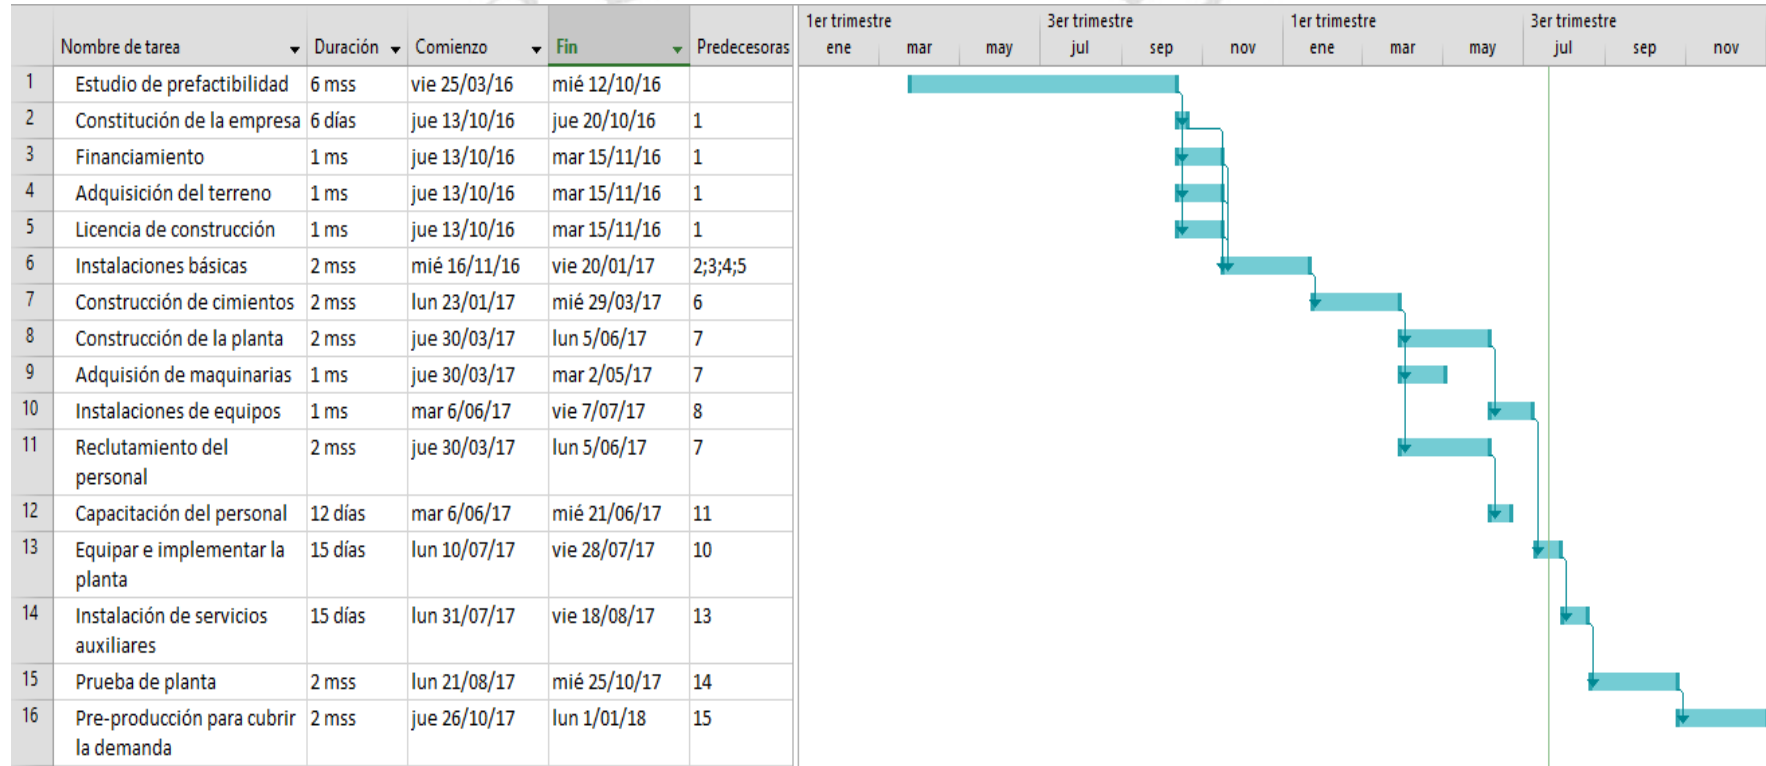 1er trimestre 3er trimestre 1er trimestre 3er trimestre
Nombre de tarea Duración Comienzo Fin Predecesoras ene mar may jul sep nov ene mar may jul sep nov
1 Estudio de prefactibilidad 6 mss vie 25/03/16 mié 12/10/16
2 Constitución de la empresa 6 días jue 13/10/16 jue 20/10/16 1
3 Financiamiento 1 ms jue 13/10/16 mar 15/11/16 1
4 Adquisición del terreno 1 ms jue 13/10/16 mar 15/11/16 1
5 Licencia de construcción 1 ms jue 13/10/16 mar 15/11/16 1
6 Instalaciones básicas 2 mss mié 16/11/16 vie 20/01/17 2;3;4;5
7 Construcción de cimientos 2 mss lun 23/01/17 mié 29/03/17 6
8 Construcción de la planta 2 mss jue 30/03/17 lun 5/06/17 7
9 Adquisión de maquinarias 1 ms jue 30/03/17 mar 2/05/17 7
10 Instalaciones de equipos 1 ms mar 6/06/17 vie 7/07/17 8
11 Reclutamiento del 2 mss jue 30/03/17 lun 5/06/17 7
personal
12 Capacitación del personal 12 días mar 6/06/17 mié 21/06/17 11
13 Equipar e implementar la 15 días lun 10/07/17 vie 28/07/17 10
planta
14 Instalación de servicios 15 días lun 31/07/17 vie 18/08/17 13
auxiliares
15 Prueba de planta 2 mss lun 21/08/17 mié 25/10/17 14
16 Pre-producción para cubrir 2 mss jue 26/10/17 lun 1/01/18 15
la demanda